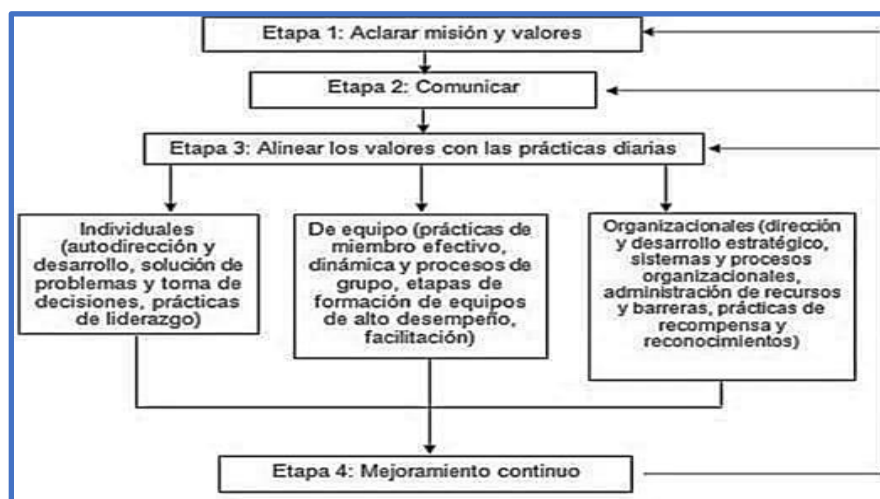 Etapa 1: Aclarar misión y valores
Etapa 2: Comunicar
Etapa 3: Alinear los valores con las prácticas diarias
Individuales
(autodirección y
desarrollo, solución de
problemas y toma de
decisiones, prácticas
de liderazgo)
De equipo (prácticas de
miembro efectivo,
dinámica y procesos de
grupo, etapas de
formación de equipos
de alto desempeño,
facilitación)
Organizacionales (dirección
y desarrollo estratégico,
sistemas y procesos
organizacionales,
administración de recursos
y barreras, prácticas de
recompensa y
reconocimientos)
Etapa 4: Mejoramiento continuo